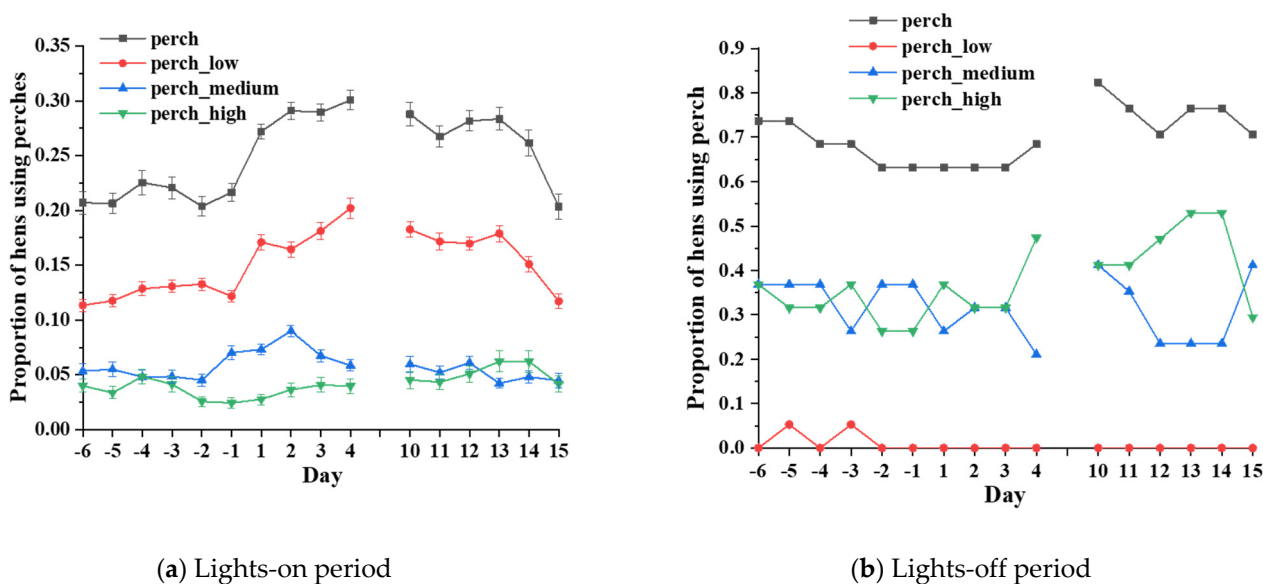 perch
perch_low
perch_medium
perch_high
Proportion of hens using perches
0.35
0.30
0.25
0.20
0.15
0.10
0.05
0.00
-6 -5 -4 -3 -2 -1 1 2 3 4 10 11 12 13 14 15
Day
(a) Lights-on period
perch
perch_low
perch_medium
perch_high
Proportion of hens using perch
0.9
0.8
0.7
0.6
0.5
0.4
0.3
0.2
0.1
0.0
-6 -5 -4 -3 -2 -1 1 2 3 4 10 11 12 13 14 15
Day
(b) Lights-off period